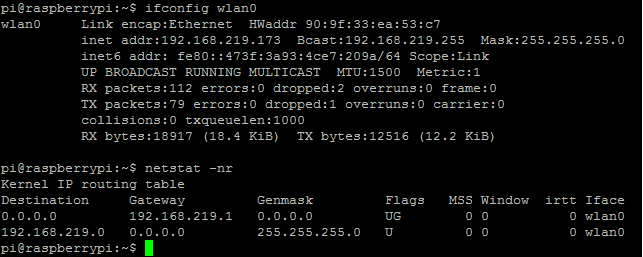 pi@raspberrypi:~$ ifconfig wlan0
wlan0     Link encap:Ethernet  HWaddr 90:9f:33:ea:53:c7
          inet addr:192.168.219.173  Bcast:192.168.219.255  Mask:255.255.255.0
          inet6 addr: fe80::473f:3a93:4ce7:209a/64 Scope:Link
          UP BROADCAST RUNNING MULTICAST  MTU:1500  Metric:1
          RX packets:112 errors:0 dropped:2 overruns:0 frame:0
          TX packets:79 errors:0 dropped:1 overruns:0 carrier:0
          collisions:0 txqueuelen:1000
          RX bytes:18917 (18.4 KiB)  TX bytes:12516 (12.2 KiB)
pi@raspberrypi:~$ netstat -nr
Kernel IP routing table
Destination     Gateway         Genmask         Flags   MSS Window  irtt Iface
0.0.0.0         192.168.219.1   0.0.0.0         UG        0 0          0 wlan0
192.168.219.0   0.0.0.0         255.255.255.0   U         0 0          0 wlan0
pi@raspberrypi:~$